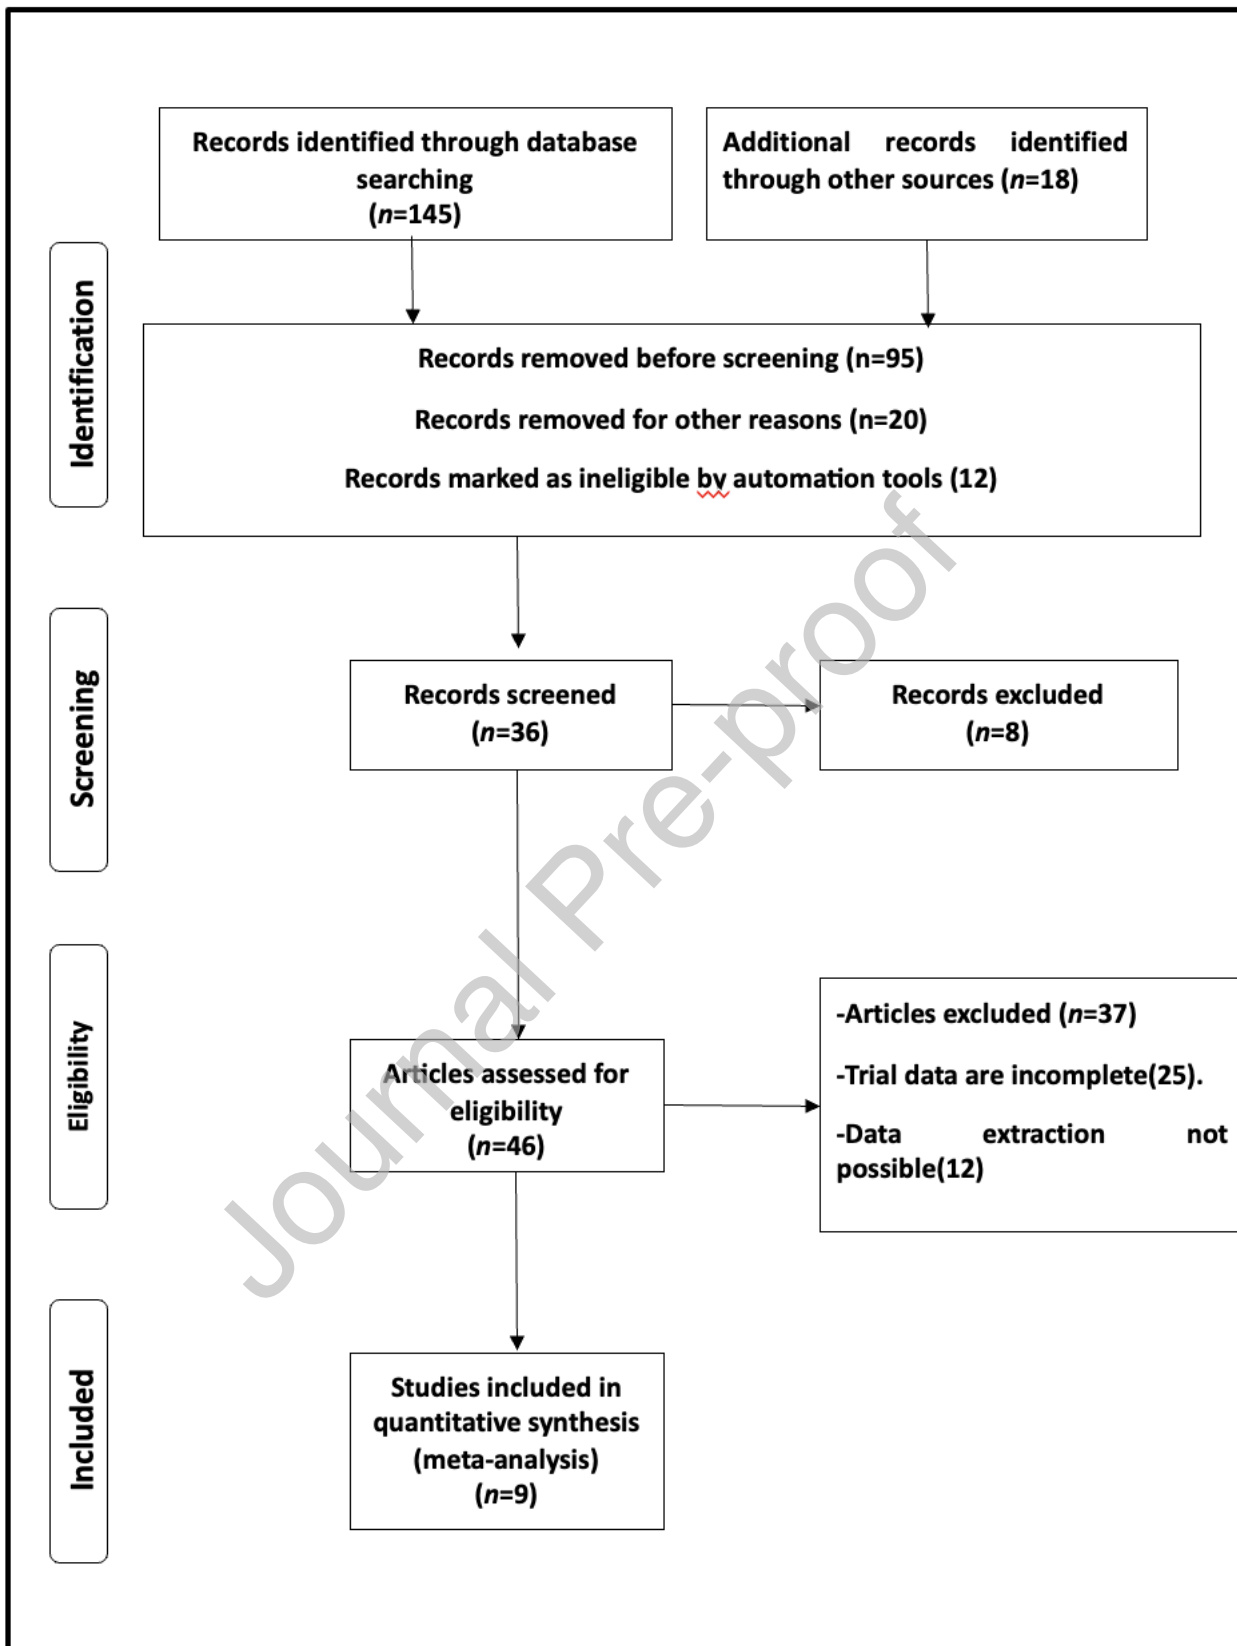 Records identified through database
searching
(n=145)
Additional records identified
through other sources (n=18)
Identification
Records removed before screening (n=95)
Records removed for other reasons (n=20)
Records marked as ineligible by automation tools (12)
Screening
Records screened
(n=36)
Records excluded
(n=8)
Eligibility
Articles assessed for
eligibility
(n=46)
-Articles excluded (n=37)
-Trial data are incomplete(25).
-Data extraction not
possible(12)
Included
Studies included in
quantitative synthesis
(meta-analysis)
(n=9)
Journal Pre-proof